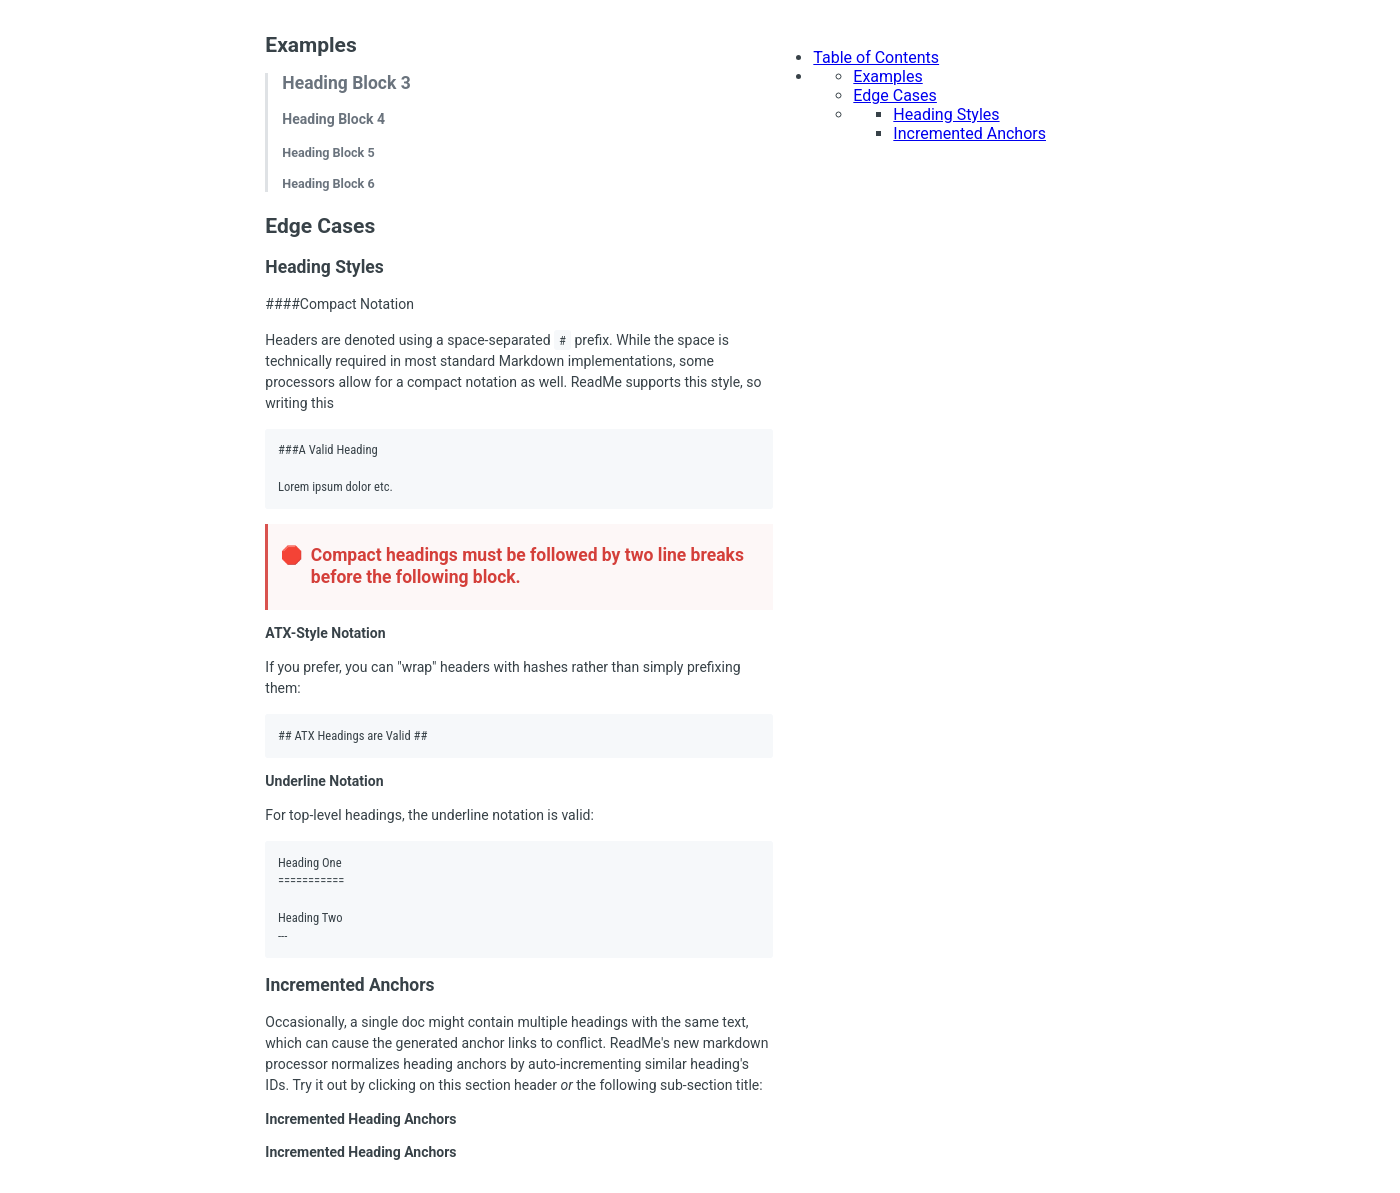 Examples
Heading Block 3
Heading Block 4
Heading Block 5
Heading Block 6
Edge Cases
Heading Styles
####Compact Notation
Headers are denoted using a space-separated # prefix. While the space is
technically required in most standard Markdown implementations, some
processors allow for a compact notation as well. ReadMe supports this style, so
writing this
###A Valid Heading
Lorem ipsum dolor etc.
Compact headings must be followed by two line breaks
before the following block.
ATX-Style Notation
If you prefer, you can "wrap" headers with hashes rather than simply prefixing
them:
## ATX Headings are Valid ##
Underline Notation
For top-level headings, the underline notation is valid:
Heading One
===========
Heading Two
---
Incremented Anchors
Occasionally, a single doc might contain multiple headings with the same text,
which can cause the generated anchor links to conflict. ReadMe's new markdown
processor normalizes heading anchors by auto-incrementing similar heading's
IDs. Try it out by clicking on this section header or the following sub-section title:
Incremented Heading Anchors
Incremented Heading Anchors
Table of Contents
Examples
Edge Cases
Heading Styles
Incremented Anchors